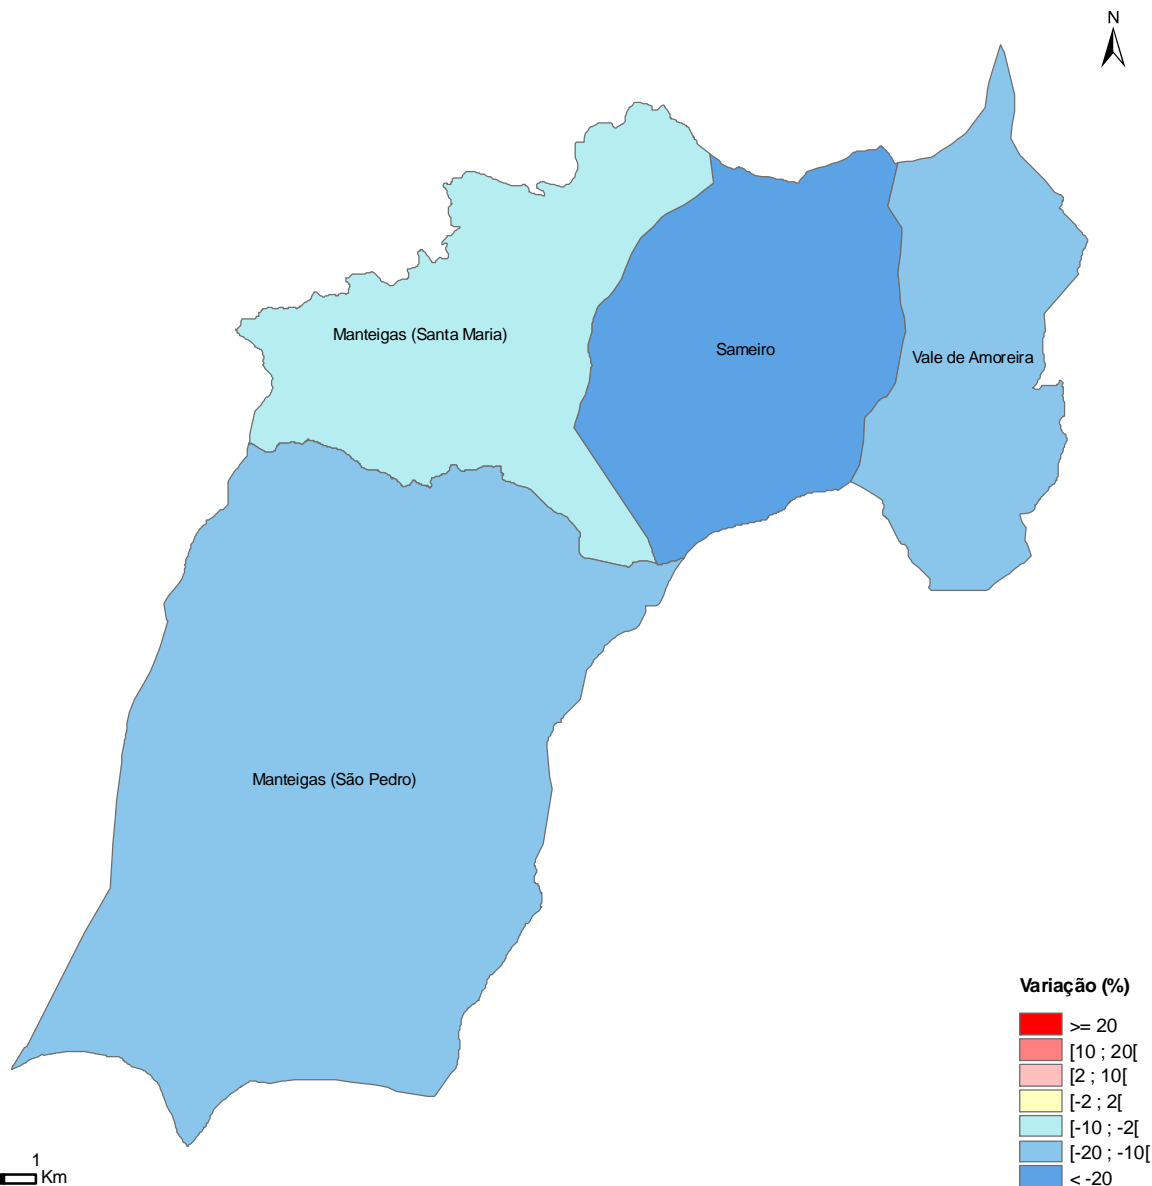 N
Manteigas (Santa Maria)
Sameiro
Vale de Amoreira
Manteigas (São Pedro)
Variação (%)
>= 20
[10 ; 20[
[2 ; 10[
[-2 ; 2[
[-10 ; -2[
[-20 ; -10[
< -20
1
Km